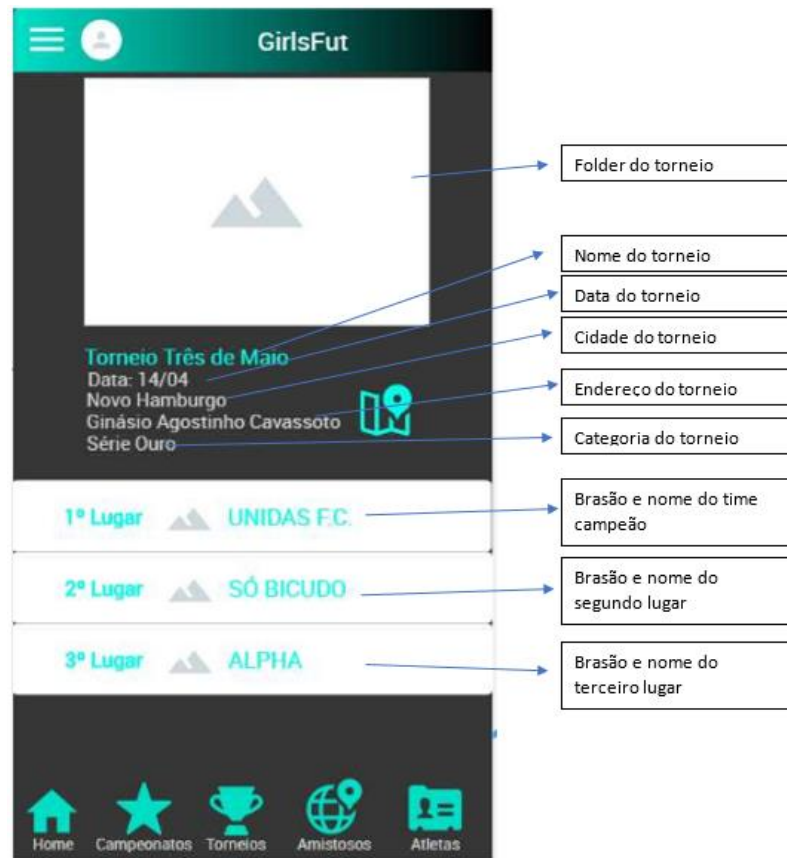 GirlsFut
Folder do torneio
Nome do torneio
Data do torneio
Cidade do torneio
Endereço do torneio
Categoria do torneio
Torneio Três de Maio
Data: 14/04
Novo Hamburgo
Ginásio Agostinho Cavassoto
Série Ouro
1º Lugar UNIDAS F.C.
Brasão e nome do time
campeão
2º Lugar SÓ BICUDO
Brasão e nome do
segundo lugar
3º Lugar ALPHA
Brasão e nome do
terceiro lugar
Home Campeonatos Torneios Amistosos Atletas